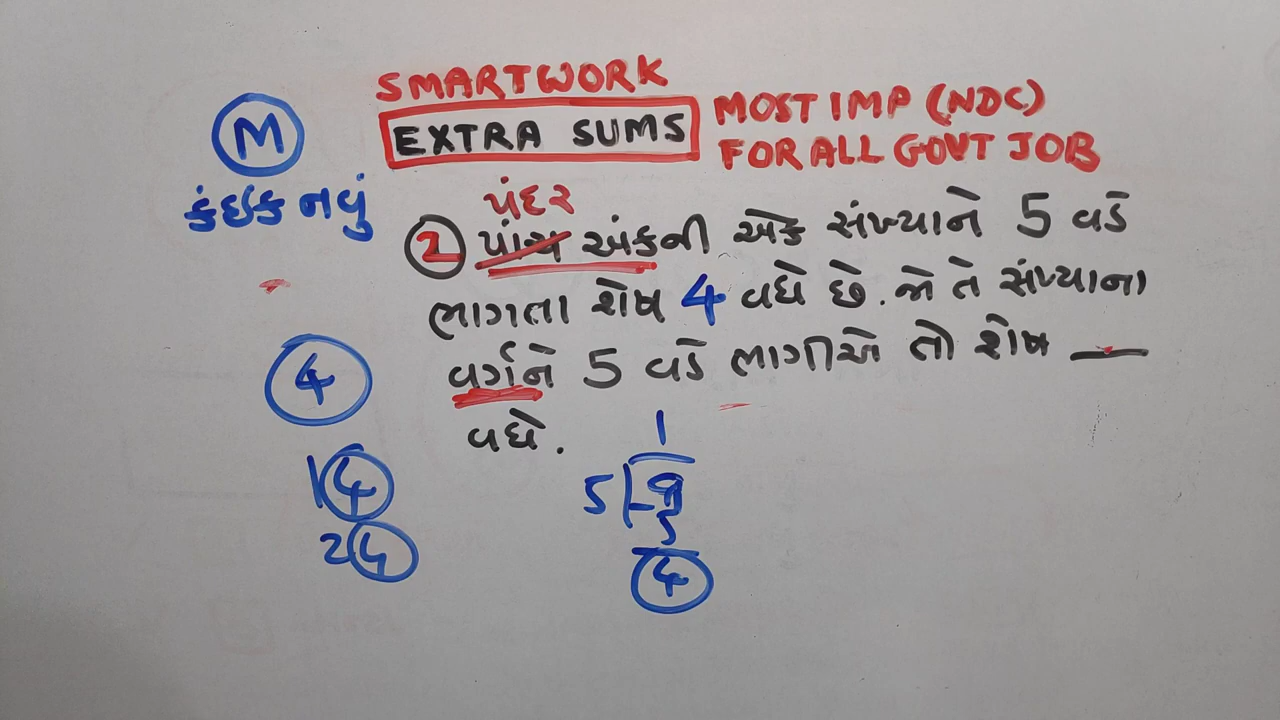 SMARTWORK
M EXTRA SUMS MOST IMP (NDC)
FOR ALL GOVT JOB
કંઇક નવું
પંદર
2 પાંચ અંકની એક સંખ્યાને 5 વડે
ભાગતા શેષ 4 વધે છે. જો તે સંખ્યાના
વર્ગને 5 વડે ભાગીએ તો શેષ __
વધે.
4
14
24
1
5 9
- 5
4